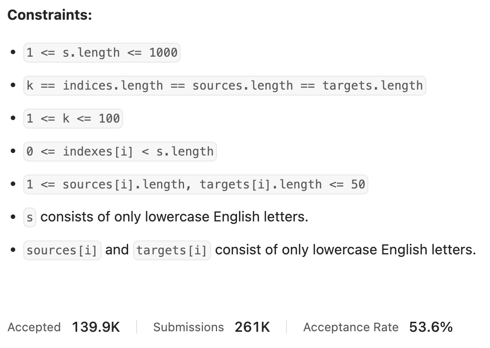 Constraints:
• 1 <= s.length <= 1000
• k == indices.length == sources.length == targets.length
• 1 <= k <= 100
• 0 <= indexes[i] < s.length
• 1 <= sources[i].length, targets[i].length <= 50
• s consists of only lowercase English letters.
• sources[i] and targets[i] consist of only lowercase English letters.
Accepted 139.9K Submissions 261K Acceptance Rate 53.6%